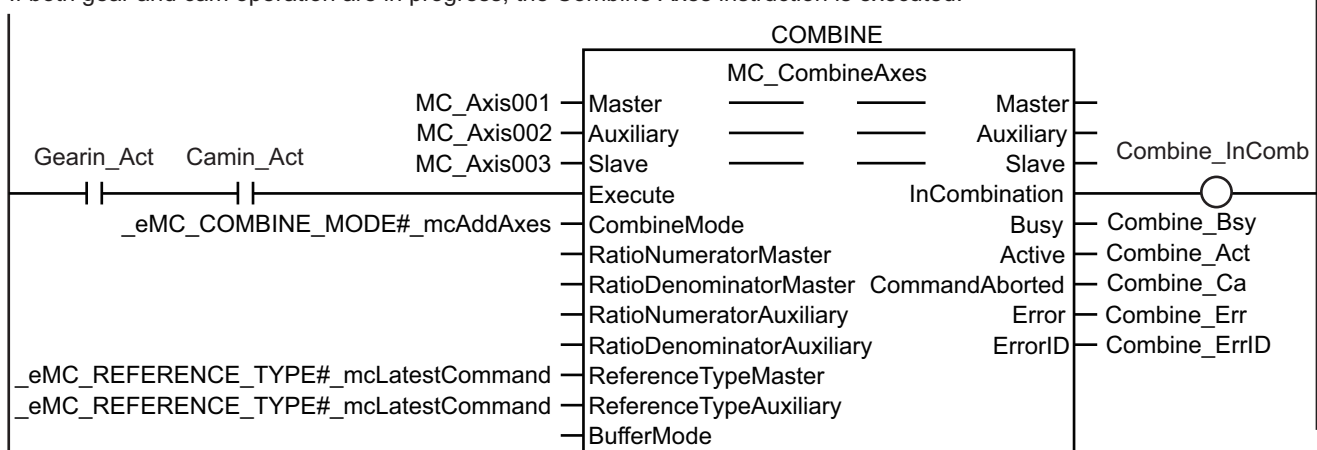 If both gear and cam operation are in progress, the Combine Axes instruction is executed.
COMBINE
MC_CombineAxes
MC_Axis001 Master Master
MC_Axis002 Auxiliary Auxiliary
Gearin_Act Camin_Act MC_Axis003 Slave Slave Combine_InComb
Execute InCombination
_eMC_COMBINE_MODE#_mcAddAxes CombineMode Busy Combine_Bsy
RatioNumeratorMaster Active Combine_Act
RatioDenominatorMaster CommandAborted Combine_Ca
RatioNumeratorAuxiliary Error Combine_Err
RatioDenominatorAuxiliary ErrorID Combine_ErrID
_eMC_REFERENCE_TYPE#_mcLatestCommand ReferenceTypeMaster
_eMC_REFERENCE_TYPE#_mcLatestCommand ReferenceTypeAuxiliary
BufferMode